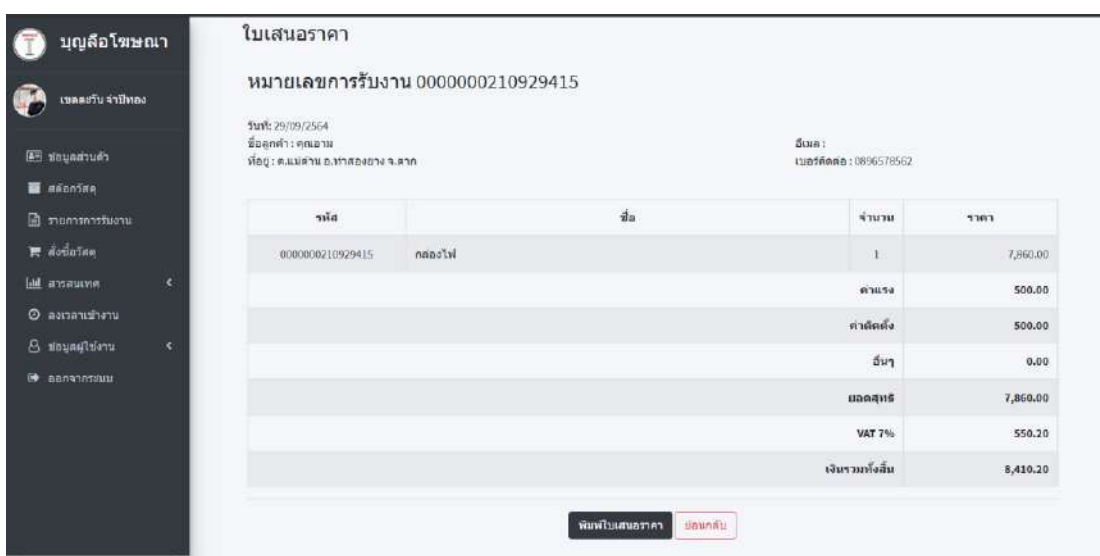 บุญลือโฆษณา
เขตตะวัน จำปีทอง
ข้อมูลส่วนตัว
สต๊อกวัสดุ
รายการการรับงาน
สั่งซื้อวัสดุ
สารสนเทศ
ลงเวลาเข้างาน
ข้อมูลผู้ใช้งาน
ออกจากระบบ
ใบเสนอราคา
หมายเลขการรับงาน 0000000210929415
วันที่: 29/09/2564
ชื่อลูกค้า : คุณอาม อีเมล :
ที่อยู่ : ต.แม่ต้าน อ.ท่าสองยาง จ.ตาก เบอร์ติดต่อ : 0896578562
รหัส ชื่อ จำนวน ราคา
0000000210929415 กล่องไฟ 1 7,860.00
ค่าแรง 500.00
ค่าติดตั้ง 500.00
อื่นๆ 0.00
ยอดสุทธิ 7,860.00
VAT 7% 550.20
เงินรวมทั้งสิ้น 8,410.20
พิมพ์ใบเสนอราคา ย้อนกลับ